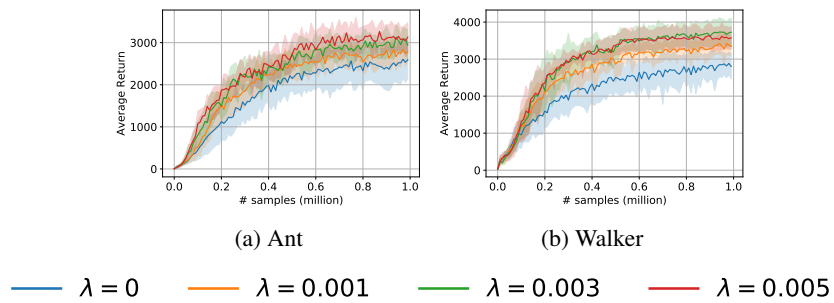 3000
2000
1000
0
Average Return
0.0 0.2 0.4 0.6 0.8 1.0
# samples (million)
(a) Ant
4000
3000
2000
1000
0
Average Return
0.0 0.2 0.4 0.6 0.8 1.0
# samples (million)
(b) Walker
λ = 0 λ = 0.001 λ = 0.003 λ = 0.005